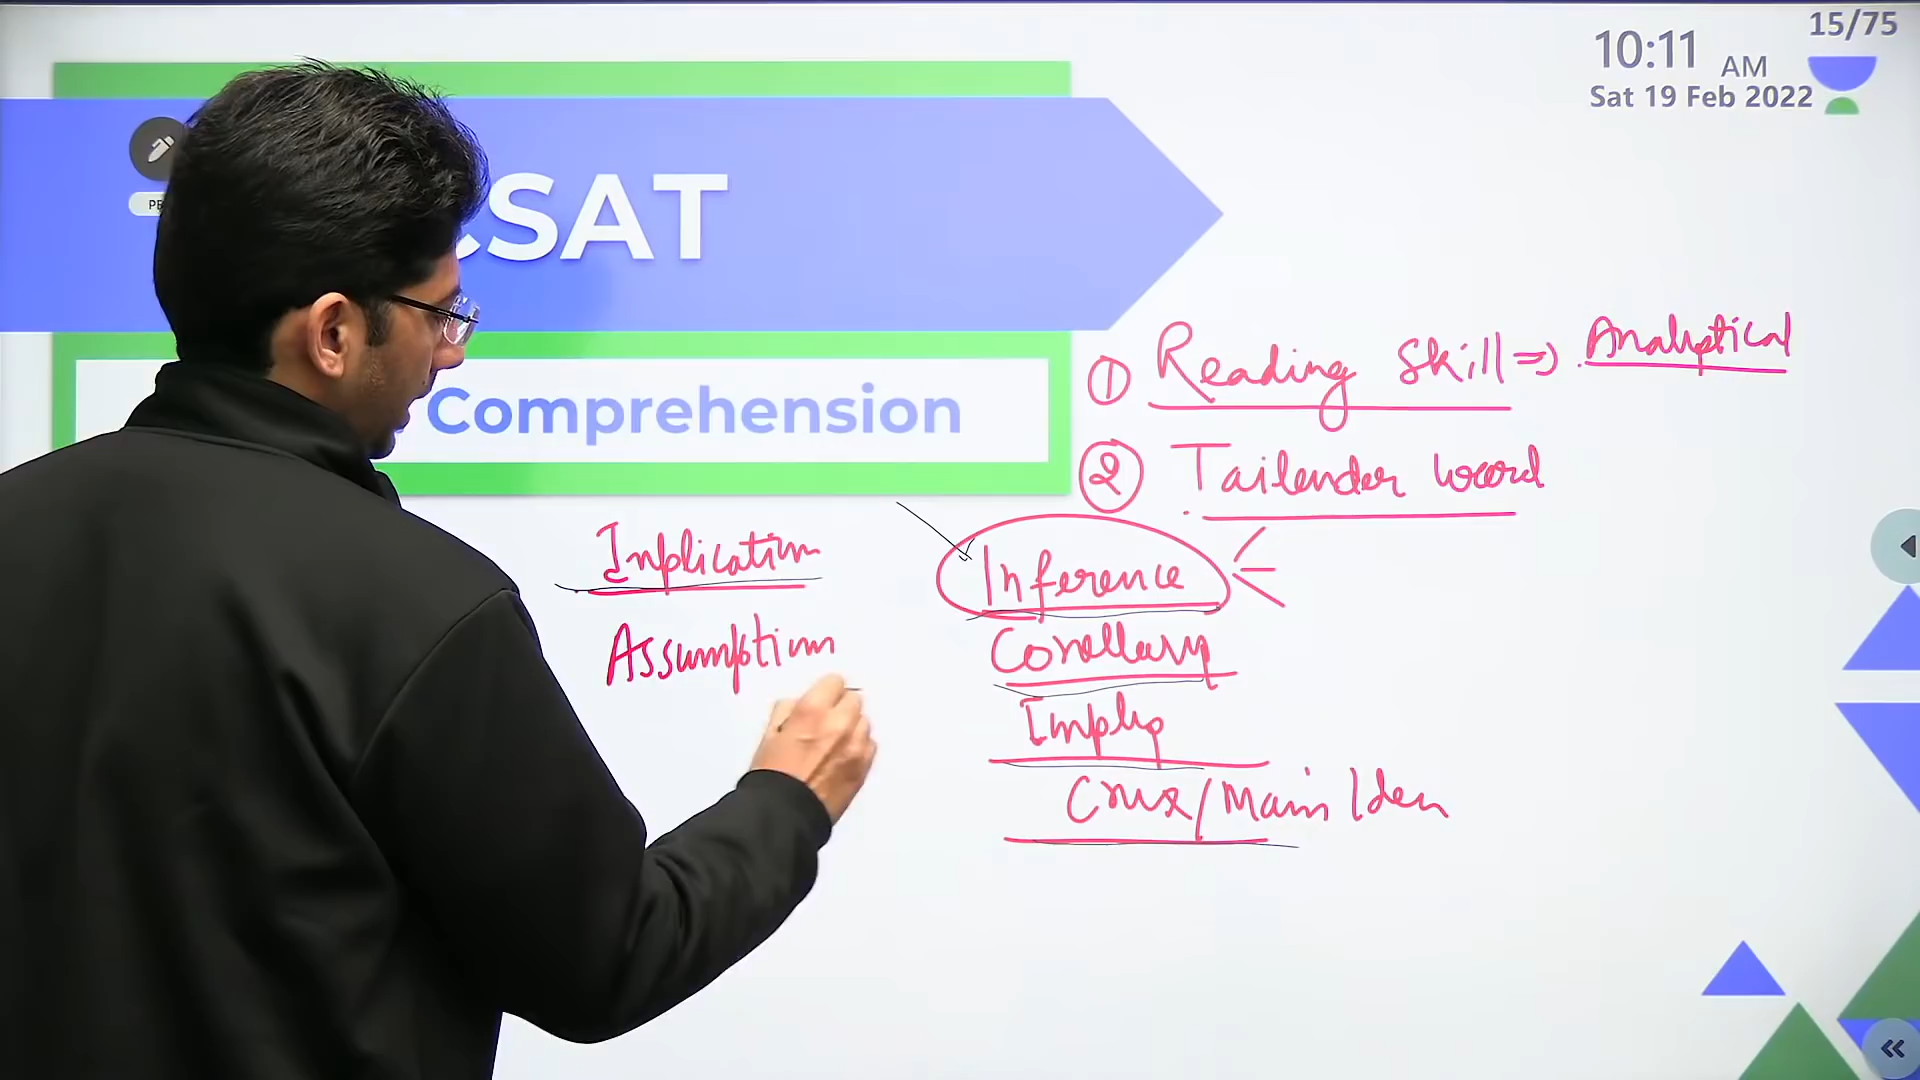 15/75
10:11 AM
Sat 19 Feb 2022
CSAT
Comprehension
① Reading Skill => Analytical
② Tailender word
Implication
Inference
Assumption
Corollary
Imply
Crux/Main Idea